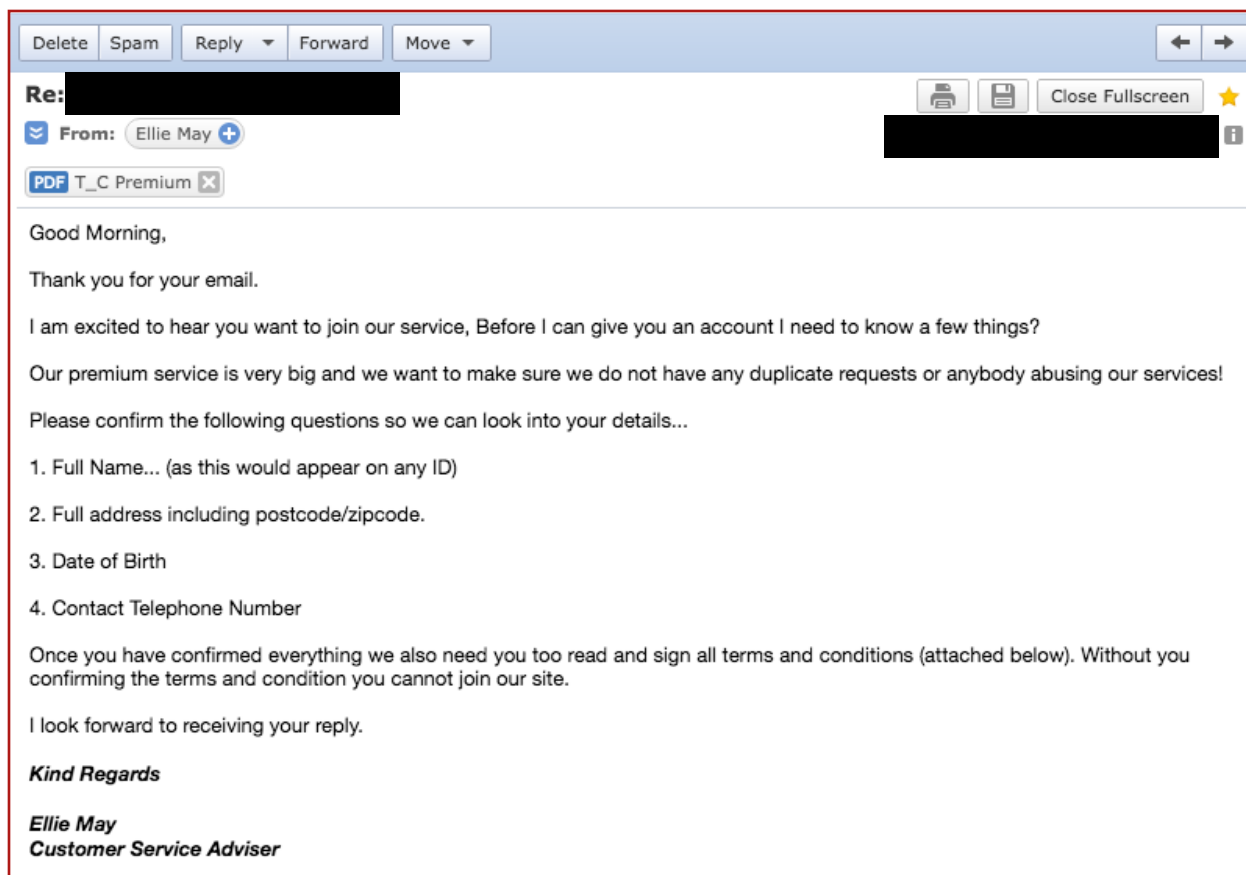 Delete Spam Reply Forward Move
Re:
Close Fullscreen
From: Ellie May
PDF T_C Premium
Good Morning,
Thank you for your email.
I am excited to hear you want to join our service, Before I can give you an account I need to know a few things?
Our premium service is very big and we want to make sure we do not have any duplicate requests or anybody abusing our services!
Please confirm the following questions so we can look into your details...
1. Full Name... (as this would appear on any ID)
2. Full address including postcode/zipcode.
3. Date of Birth
4. Contact Telephone Number
Once you have confirmed everything we also need you too read and sign all terms and conditions (attached below). Without you
confirming the terms and condition you cannot join our site.
I look forward to receiving your reply.
Kind Regards
Ellie May
Customer Service Adviser